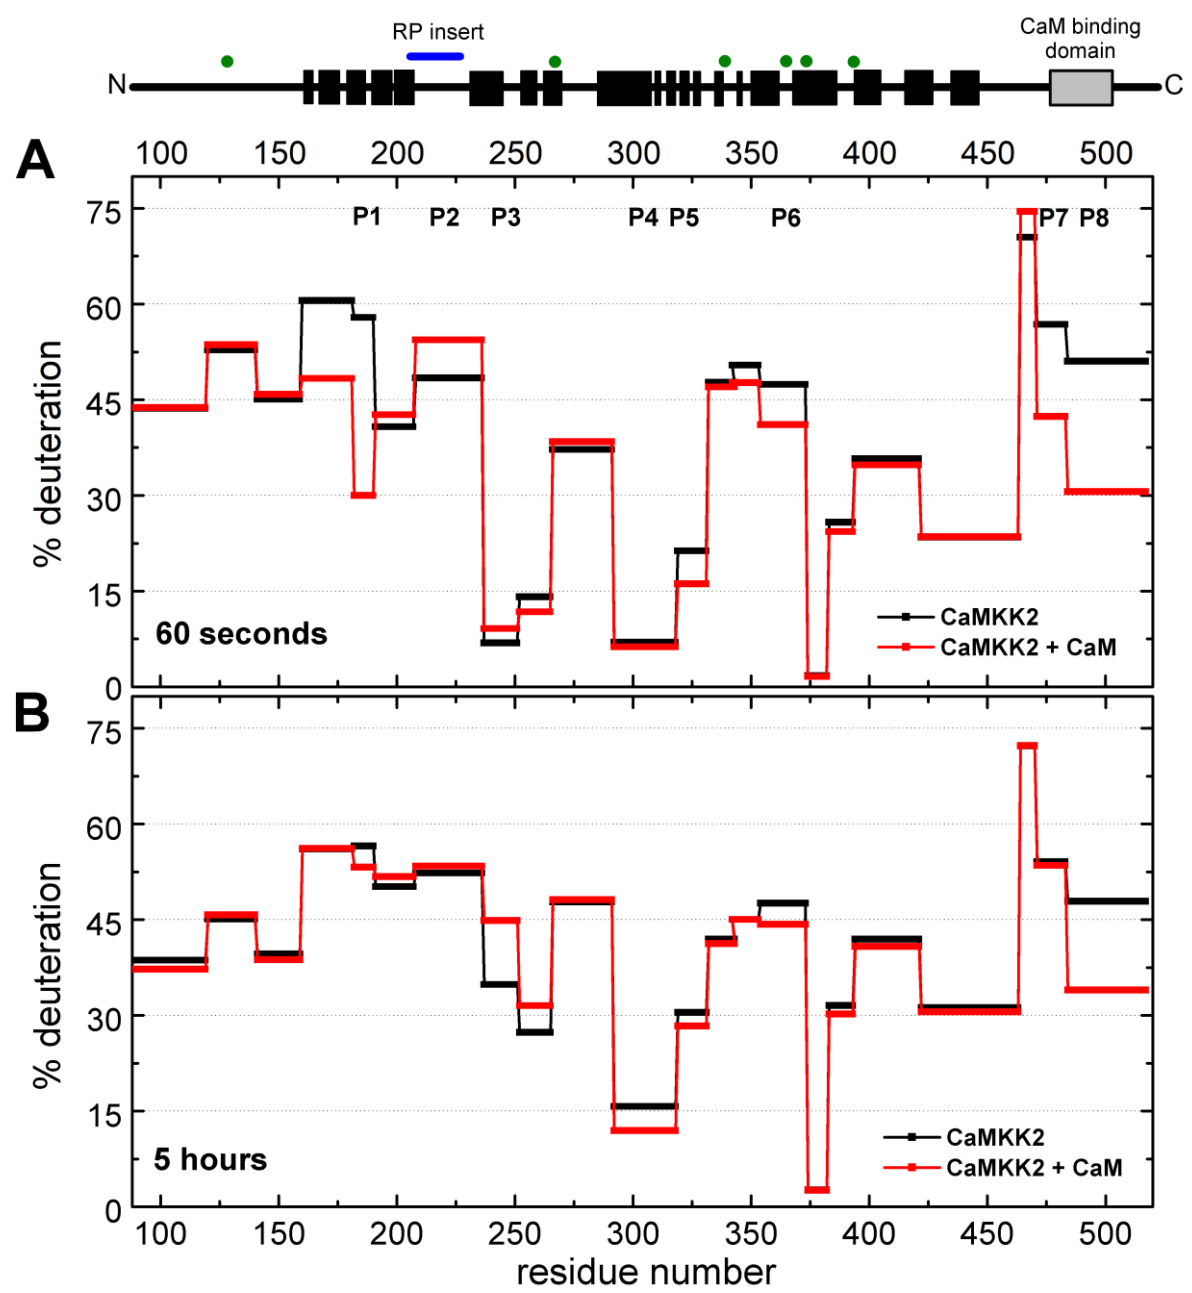 RP insert
CaM binding
domain
N
C
A
100 150 200 250 300 350 400 450 500
75
P1 P2 P3 P4 P5 P6 P7 P8
60
45
30
15
0
% deuteration
60 seconds
CaMKK2
CaMKK2 + CaM
B
75
60
45
30
15
0
% deuteration
5 hours
CaMKK2
CaMKK2 + CaM
100 150 200 250 300 350 400 450 500
residue number